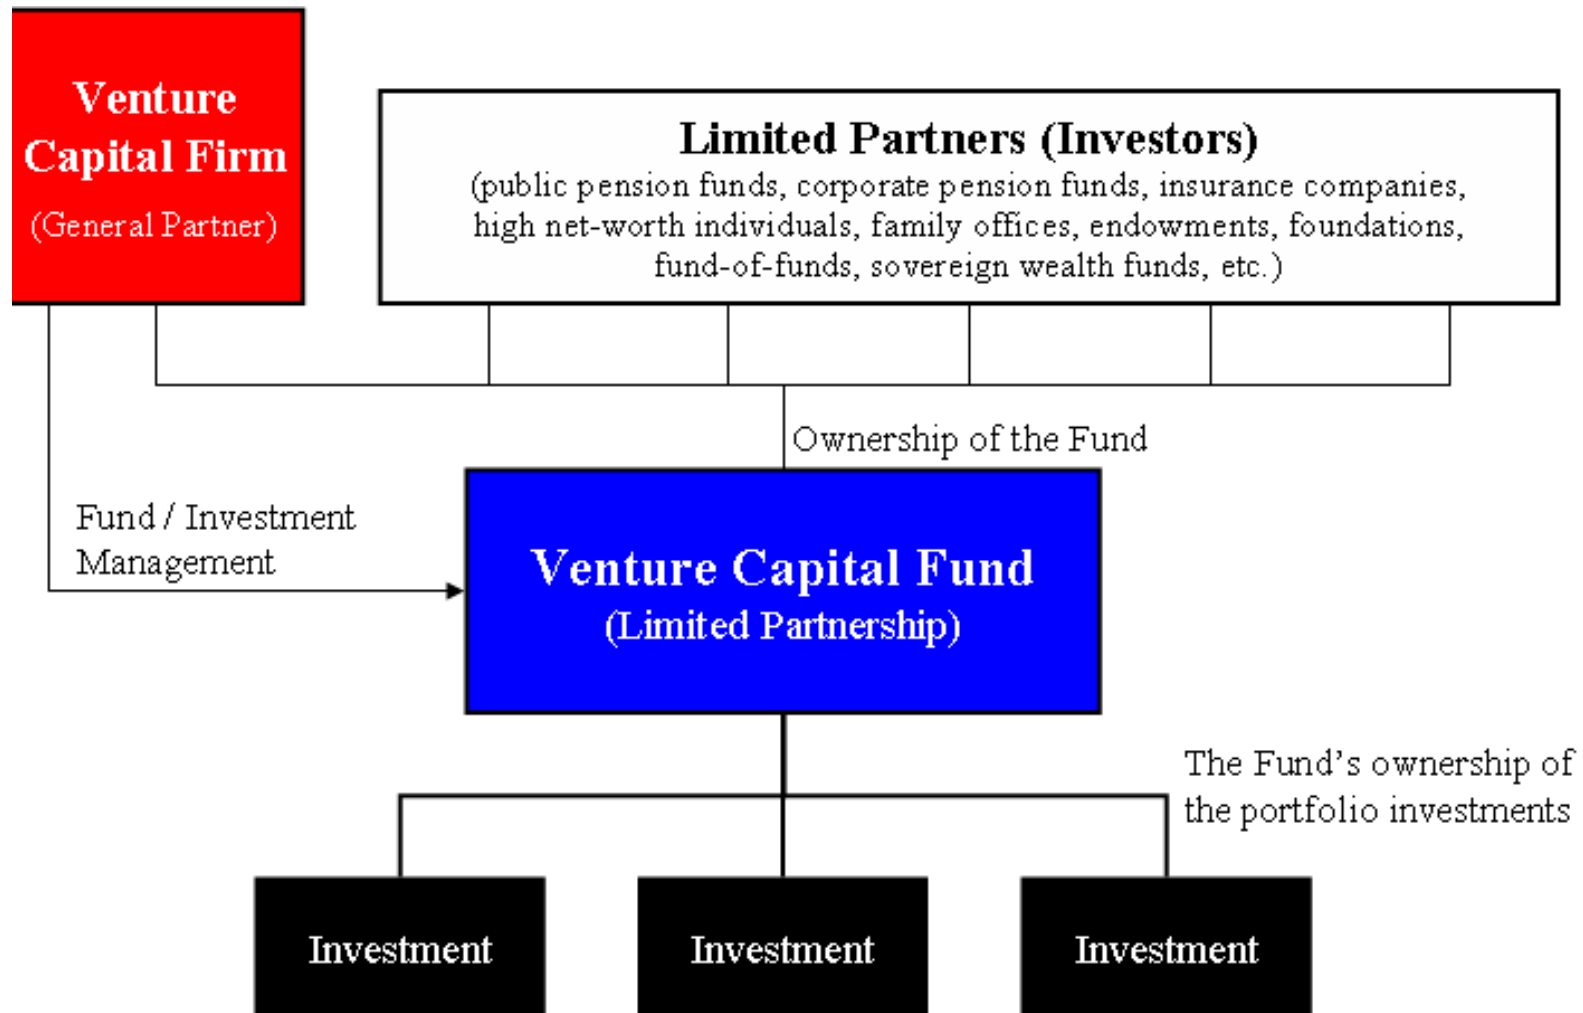 Venture
Capital Firm
(General Partner)
Limited Partners (Investors)
(public pension funds, corporate pension funds, insurance companies,
high net-worth individuals, family offices, endowments, foundations,
fund-of-funds, sovereign wealth funds, etc.)
Ownership of the Fund
Fund / Investment
Management
Venture Capital Fund
(Limited Partnership)
The Fund’s ownership of
the portfolio investments
Investment
Investment
Investment